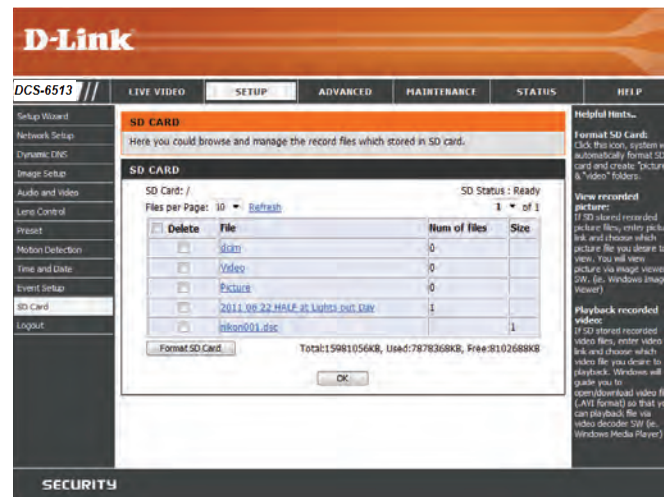 D-Link
DCS-6513 //
LIVE VIDEO SETUP ADVANCED MAINTENANCE STATUS HELP
Setup Wizard
Network Setup
Dynamic DNS
Image Setup
Audio and Video
Lens Control
Preset
Motion Detection
Time and Date
Event Setup
SD Card
Logout
SD CARD
Here you could browse and manage the record files which stored in SD card.
SD CARD
SD Card: / SD Status : Ready
Files per Page: 10 Refresh 1 of 1
Delete File Num of files Size
dcim 0
Video 0
Picture 0
2011 06 22 HALF at Lights out Day 1
nikon001.dsc 1
Format SD Card Total:15981056KB, Used:7878368KB, Free:8102688KB
OK
Helpful Hints..
Format SD Card:
Click this icon, system w
automatically format SD
card and create "picture
& "video" folders.
View recorded
picture:
If SD stored recorded
picture files, enter pictu
link and choose which
picture file you desire to
view. You will view
picture via image viewe
SW. (ie. Windows Imag
Viewer)
Playback recorded
video:
If SD stored recorded
video files, enter video
link and choose which
video file you desire to
playback. Windows will
guide you to
open/download video fi
(.AVI format) so that yo
can playback file via
video decoder SW (ie.
Windows Media Player)
SECURITY